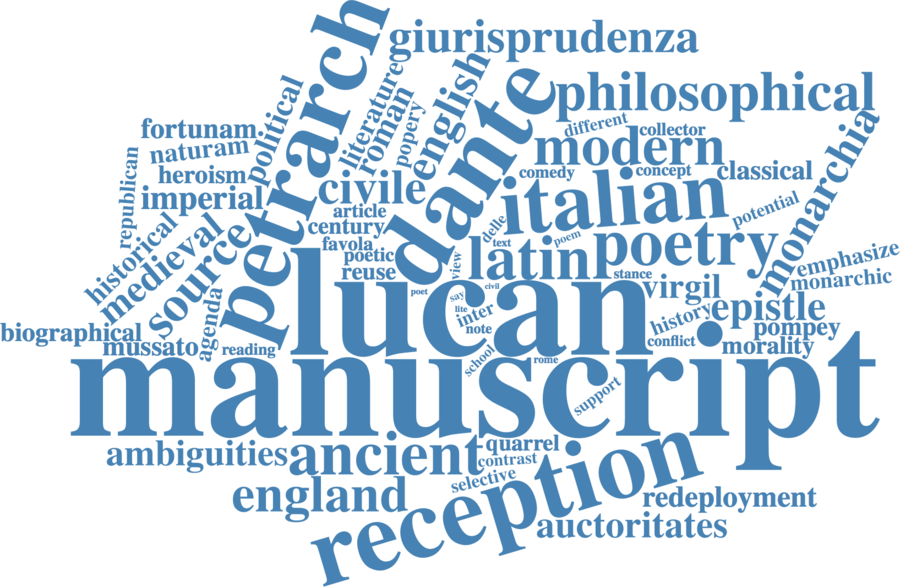 petrarch
giurisprudenza
literature
roman
popery
english
dante
philosophical
political
fortunam
naturam
heroism
imperial
republican
historical
medieval
source
civile
article
century
favola
poetic
reuse
different
collector
modern
comedy
concept
classical
italian
potential
monarchia
delle
text
poem
latin
poetry
view
stance
virgil
emphasize
monarchic
poet
civil
say
lite
inter
note
lucan
history
epistle
pompey
conflict
morality
biographical
mussato
agenda
reading
school
rome
manuscript
support
ambiguities
ancient
quarrel
contrast
selective
england
reception
redeployment
auctoritates